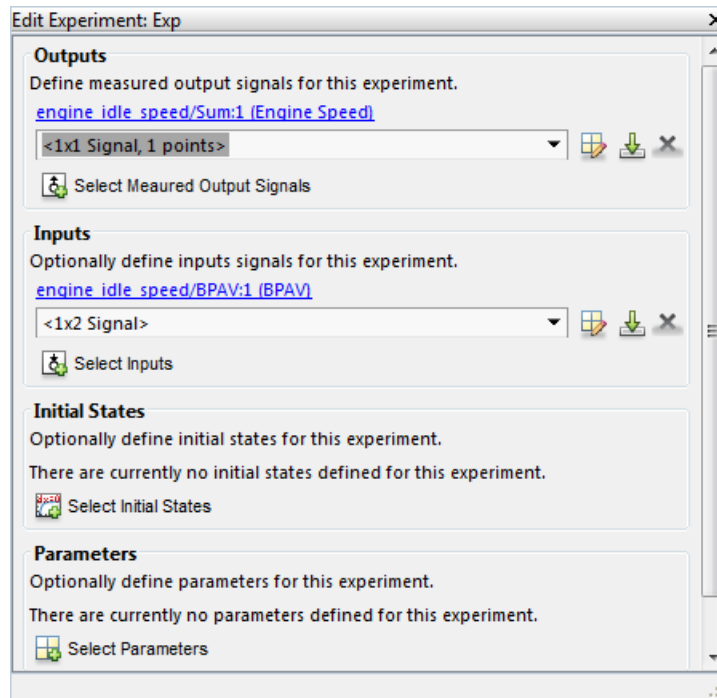 Edit Experiment: Exp
Outputs
Define measured output signals for this experiment.
engine_idle_speed/Sum:1 (Engine Speed)
<1x1 Signal, 1 points>
Select Meaured Output Signals
Inputs
Optionally define inputs signals for this experiment.
engine_idle_speed/BPAV:1 (BPAV)
<1x2 Signal>
Select Inputs
Initial States
Optionally define initial states for this experiment.
There are currently no initial states defined for this experiment.
Select Initial States
Parameters
Optionally define parameters for this experiment.
There are currently no parameters defined for this experiment.
Select Parameters